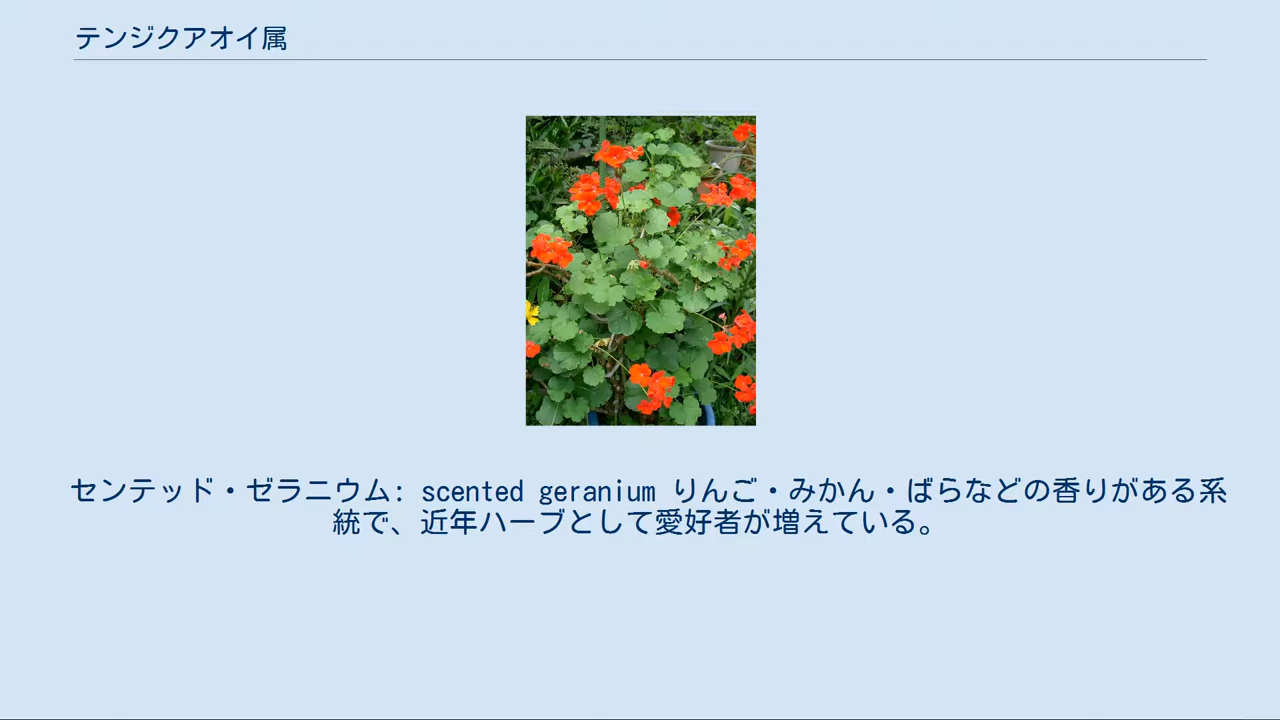 テンジクアオイ属
センテッド・ゼラニウム: scented geranium りんご・みかん・ばらなどの香りがある系
統で、近年ハーブとして愛好者が増えている。